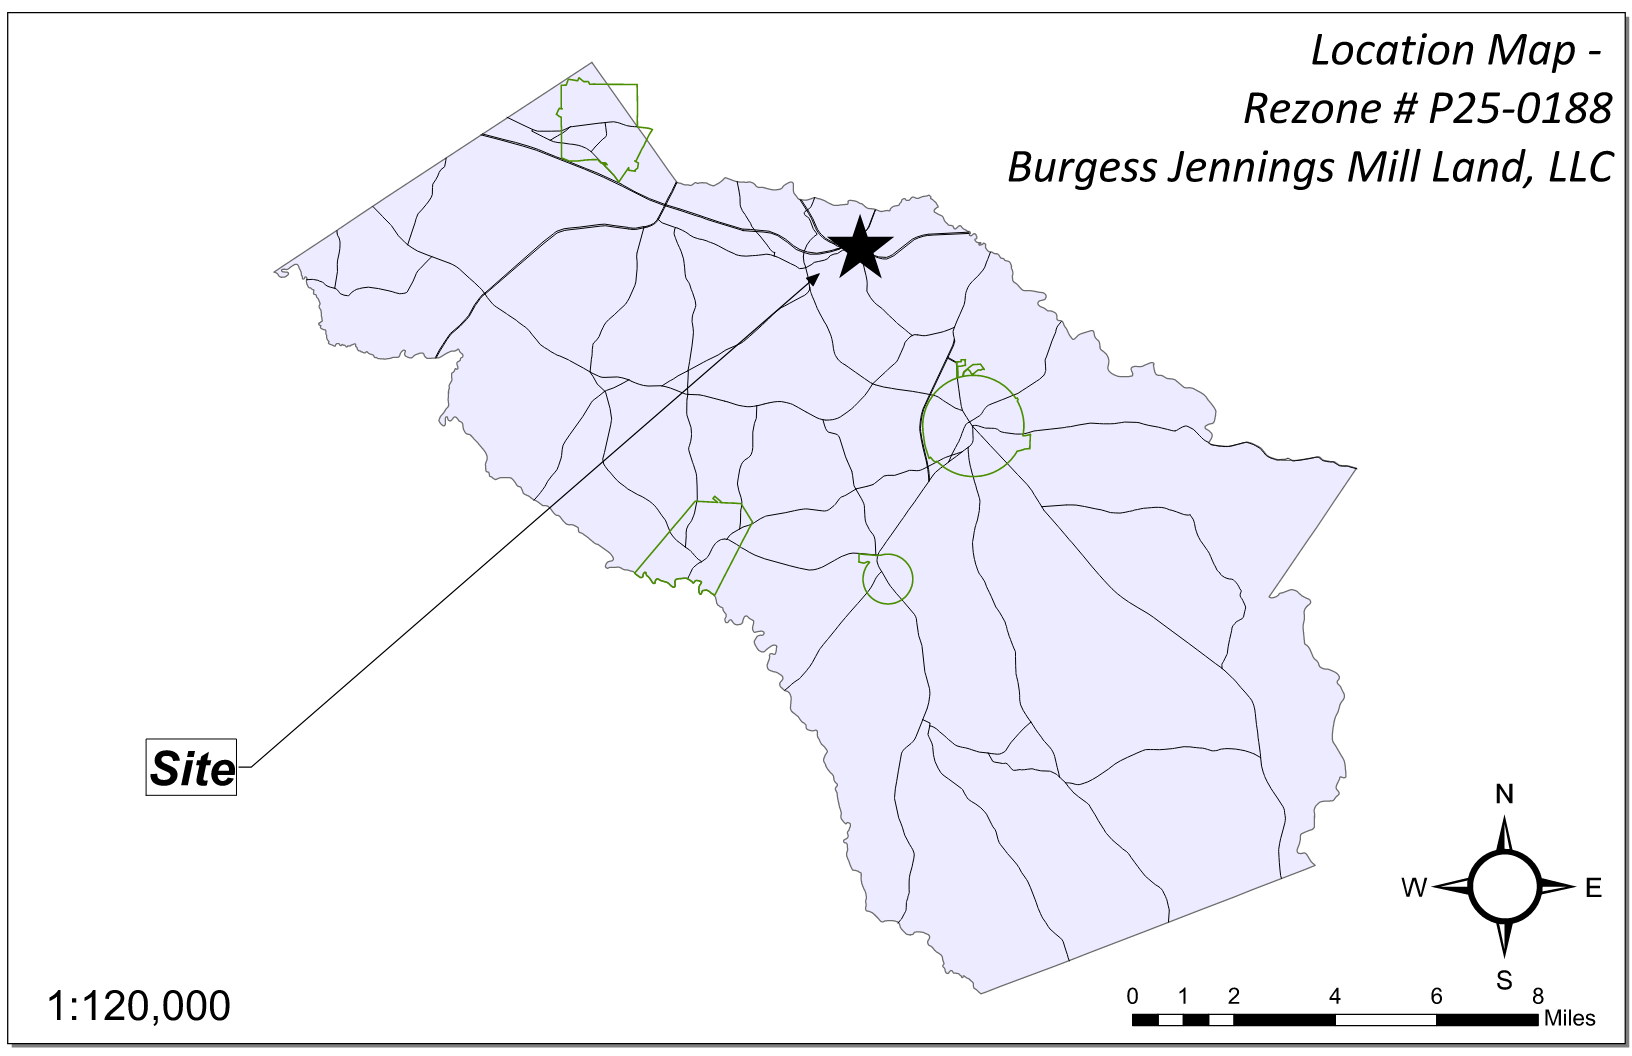 Location Map -
Rezone # P25-0188
Burgess Jennings Mill Land, LLC
Site
N
W E
S
1:120,000
0 1 2 4 6 8
Miles